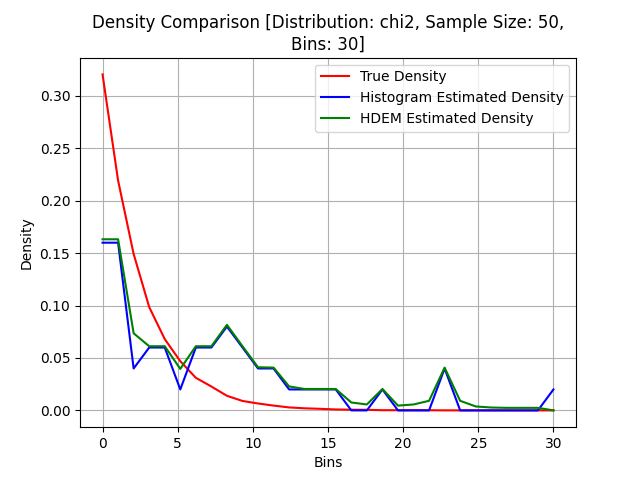 Density Comparison [Distribution: chi2, Sample Size: 50,
Bins: 30]
True Density
Histogram Estimated Density
HDEM Estimated Density
Density
0.30
0.25
0.20
0.15
0.10
0.05
0.00
0 5 10 15 20 25 30
Bins